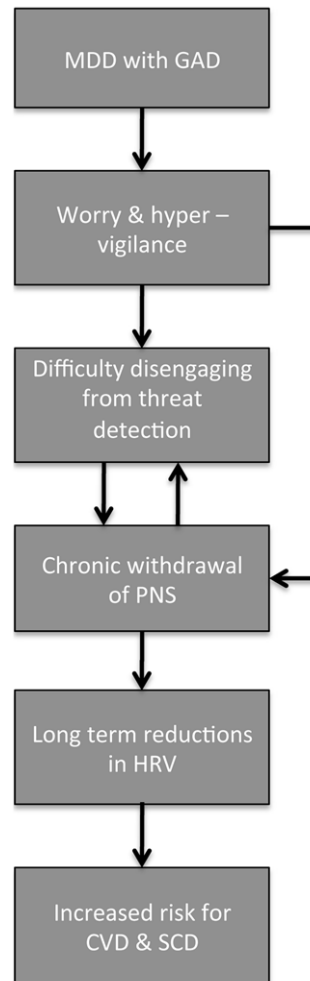 MDD with GAD
Worry & hyper –
vigilance
Difficulty disengaging
from threat
detection
Chronic withdrawal
of PNS
Long term reductions
in HRV
Increased risk for
CVD & SCD